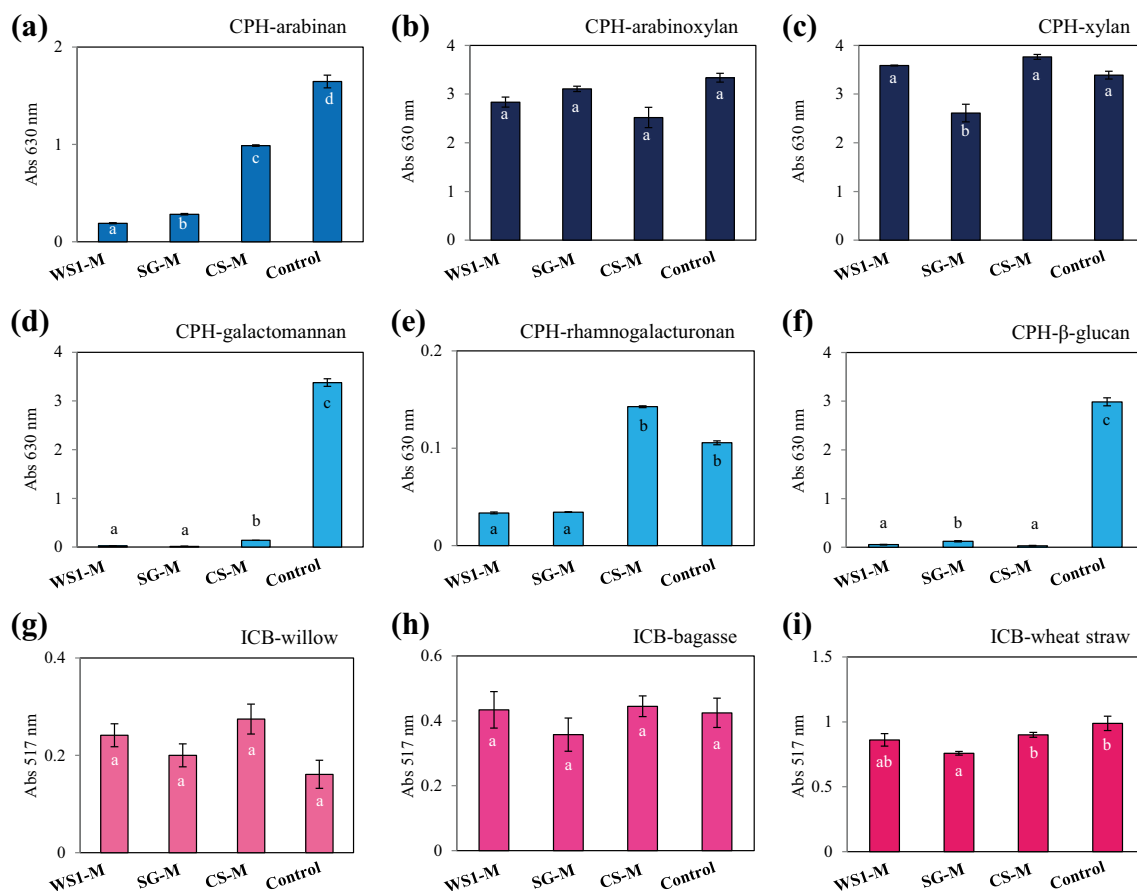 (a) CPH-arabinan
2
1
0
Abs 630 nm
a
b
c
d
WS1-M SG-M CS-M Control
(b) CPH-arabinoxylan
4
3
2
1
0
Abs 630 nm
a
a
a
a
WS1-M SG-M CS-M Control
(c) CPH-xylan
4
3
2
1
0
Abs 630 nm
a
b
a
a
WS1-M SG-M CS-M Control
(d) CPH-galactomannan
4
3
2
1
0
Abs 630 nm
a
a
b
c
WS1-M SG-M CS-M Control
(e) CPH-rhamnogalacturonan
0.2
0.1
0
Abs 630 nm
a
a
b
b
WS1-M SG-M CS-M Control
(f) CPH-β-glucan
4
3
2
1
0
Abs 630 nm
a
b
a
c
WS1-M SG-M CS-M Control
(g) ICB-willow
0.4
0.2
0
Abs 517 nm
a
a
a
a
WS1-M SG-M CS-M Control
(h) ICB-bagasse
0.6
0.4
0.2
0
Abs 517 nm
a
a
a
a
WS1-M SG-M CS-M Control
(i) ICB-wheat straw
1.5
1
0.5
0
Abs 517 nm
ab
a
b
b
WS1-M SG-M CS-M Control